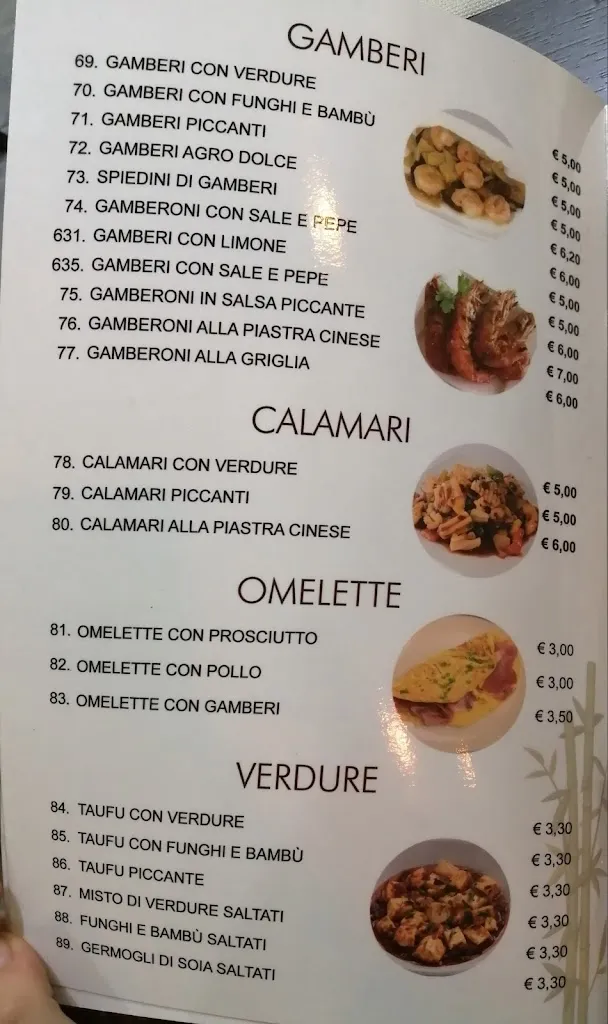 GAMBERI
69. GAMBERI CON VERDURE € 5,00
70. GAMBERI CON FUNGHI E BAMBÙ € 5,00
71. GAMBERI PICCANTI € 5,00
72. GAMBERI AGRO DOLCE € 5,00
73. SPIEDINI DI GAMBERI € 6,20
74. GAMBERONI CON SALE E PEPE € 6,00
631. GAMBERI CON LIMONE € 5,00
635. GAMBERI CON SALE E PEPE € 5,00
75. GAMBERONI IN SALSA PICCANTE € 6,00
76. GAMBERONI ALLA PIASTRA CINESE € 7,00
77. GAMBERONI ALLA GRIGLIA € 6,00
CALAMARI
78. CALAMARI CON VERDURE € 5,00
79. CALAMARI PICCANTI € 5,00
80. CALAMARI ALLA PIASTRA CINESE € 6,00
OMELETTE
81. OMELETTE CON PROSCIUTTO € 3,00
82. OMELETTE CON POLLO € 3,00
83. OMELETTE CON GAMBERI € 3,50
VERDURE
84. TAUFU CON VERDURE € 3,30
85. TAUFU CON FUNGHI E BAMBÙ € 3,30
86. TAUFU PICCANTE € 3,30
87. MISTO DI VERDURE SALTATI € 3,30
88. FUNGHI E BAMBÙ SALTATI € 3,30
89. GERMOGLI DI SOIA SALTATI € 3,30